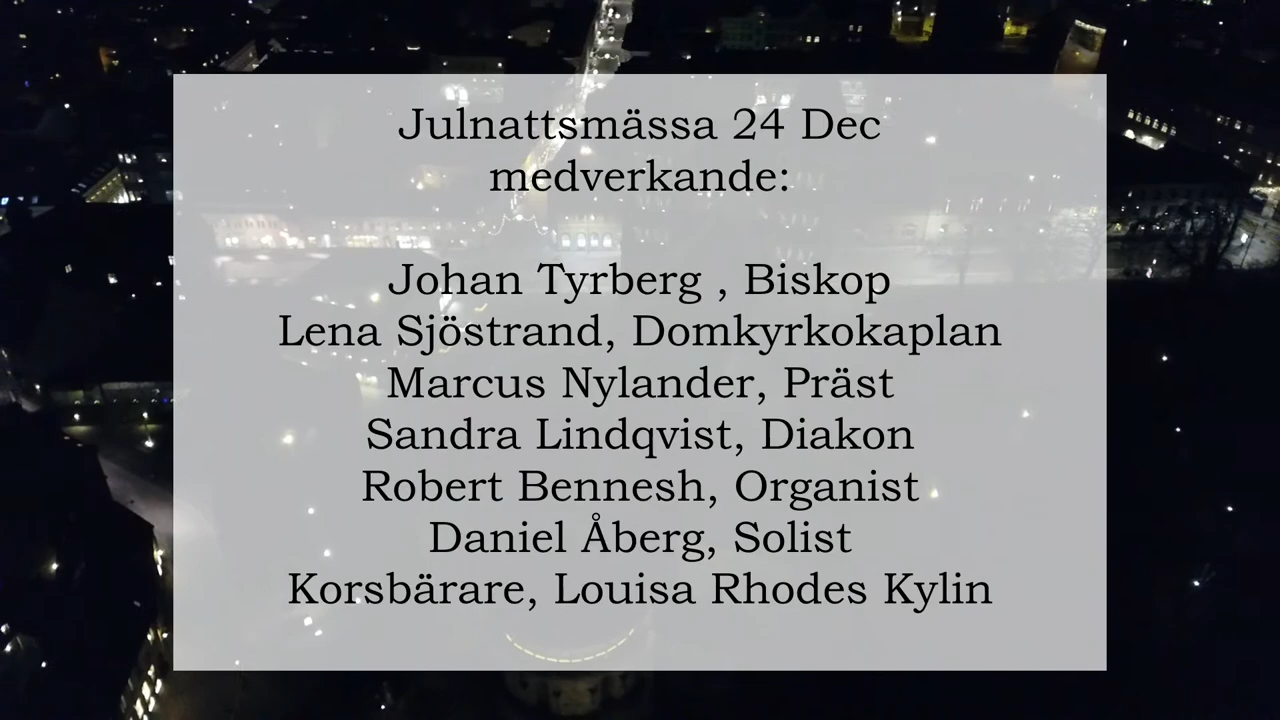 Julnattsmässa 24 Dec
medverkande:
Johan Tyrberg , Biskop
Lena Sjöstrand, Domkyrkokaplan
Marcus Nylander, Präst
Sandra Lindqvist, Diakon
Robert Bennesh, Organist
Daniel Åberg, Solist
Korsbärare, Louisa Rhodes Kylin